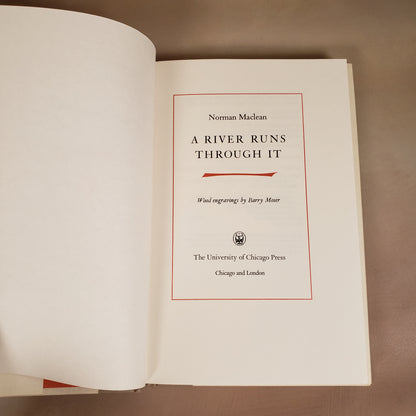 Norman Maclean
A RIVER RUNS
THROUGH IT
Wood engravings by Barry Moser
The University of Chicago Press
Chicago and London